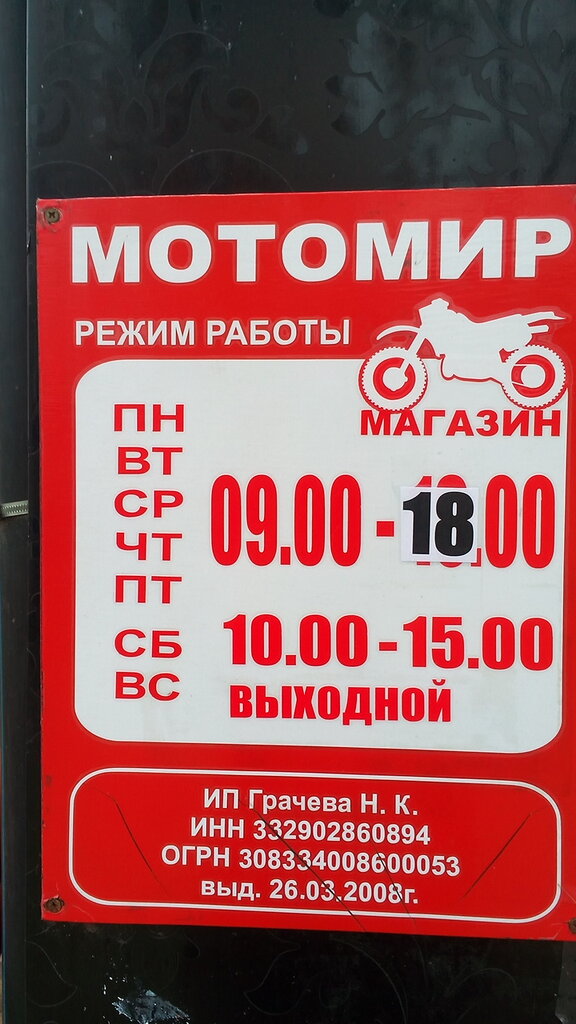 МОТОМИР
РЕЖИМ РАБОТЫ
МАГАЗИН
ПН
ВТ
СР
ЧТ
ПТ
09.00 - 18.00
СБ 10.00 - 15.00
ВС ВЫХОДНОЙ
ИП Грачева Н. К.
ИНН 332902860894
ОГРН 308334008600053
выд. 26.03.2008г.